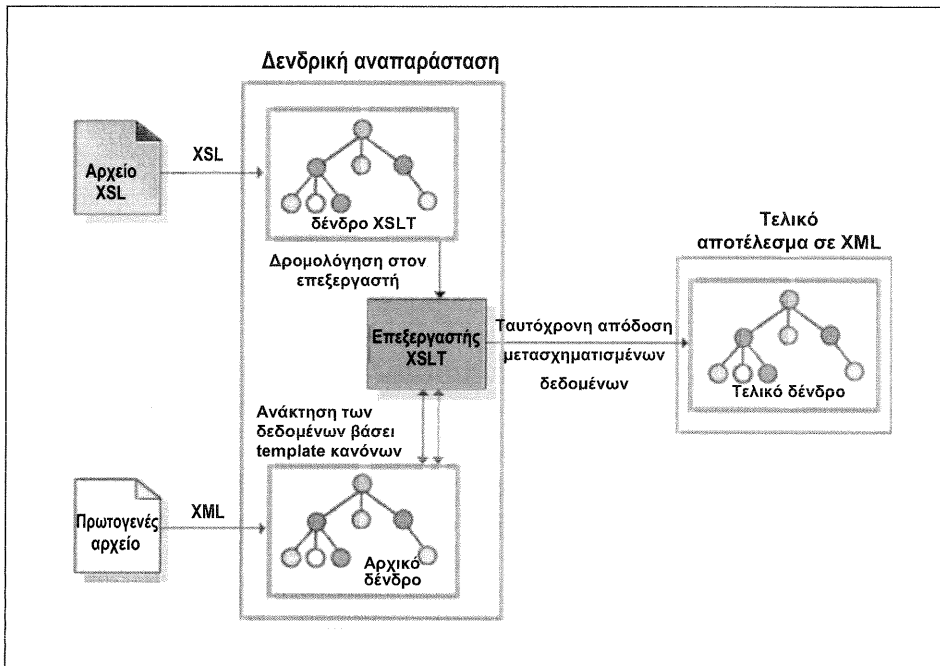 Δενδρική αναπαράσταση
Αρχείο
XSL
XSL
δένδρο XSLT
Δρομολόγηση στον
επεξεργαστή
Επεξεργαστής
XSLT
Ταυτόχρονη απόδοση
μετασχηματισμένων
δεδομένων
Τελικό
αποτέλεσμα σε XML
Τελικό δένδρο
Ανάκτηση των
δεδομένων βάσει
template κανόνων
Πρωτογενές
αρχείο
XML
Αρχικό
δένδρο